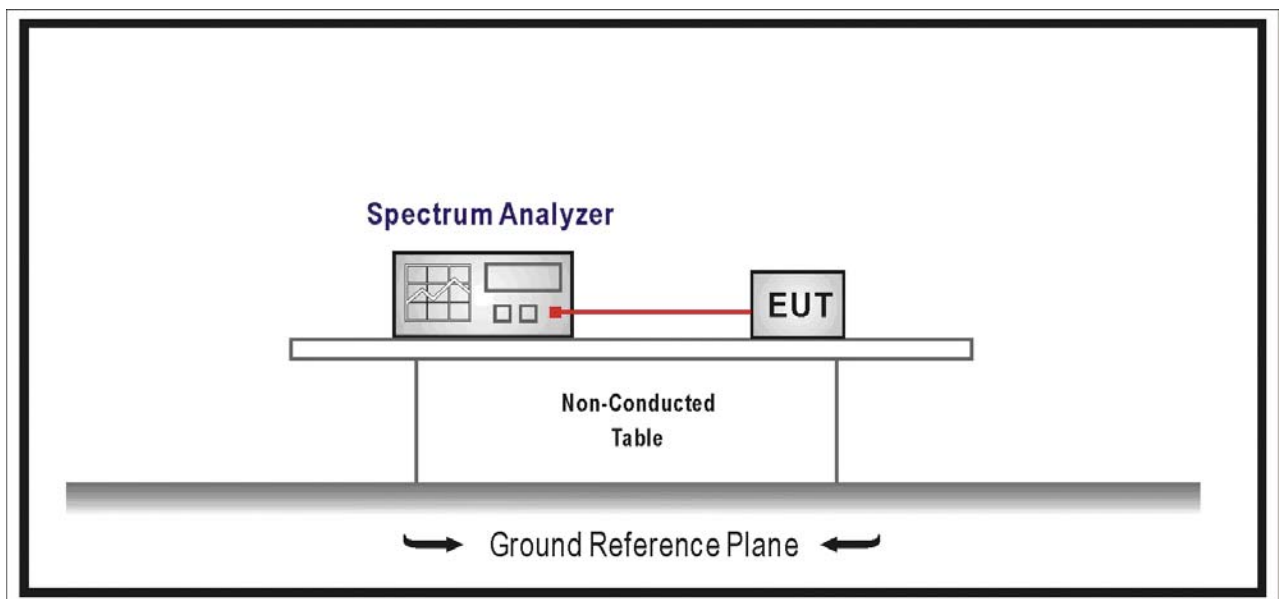 Spectrum Analyzer
EUT
Non-Conducted
Table
Ground Reference Plane